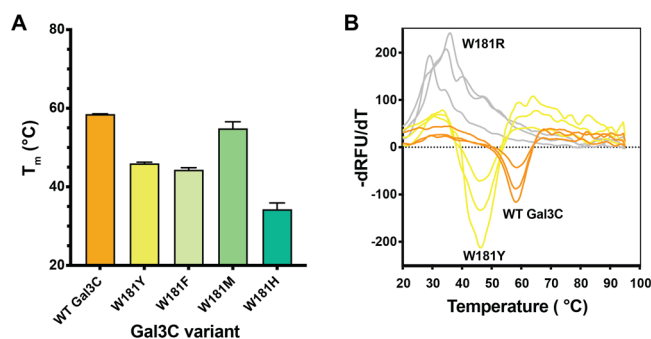 A
Tm (°C)
80
60
40
20
WT Gal3C
W181Y
W181F
W181M
W181H
Gal3C variant
B
-dRFU/dT
200
100
0
-100
-200
W181R
WT Gal3C
W181Y
20 30 40 50 60 70 80 90 100
Temperature ( °C)